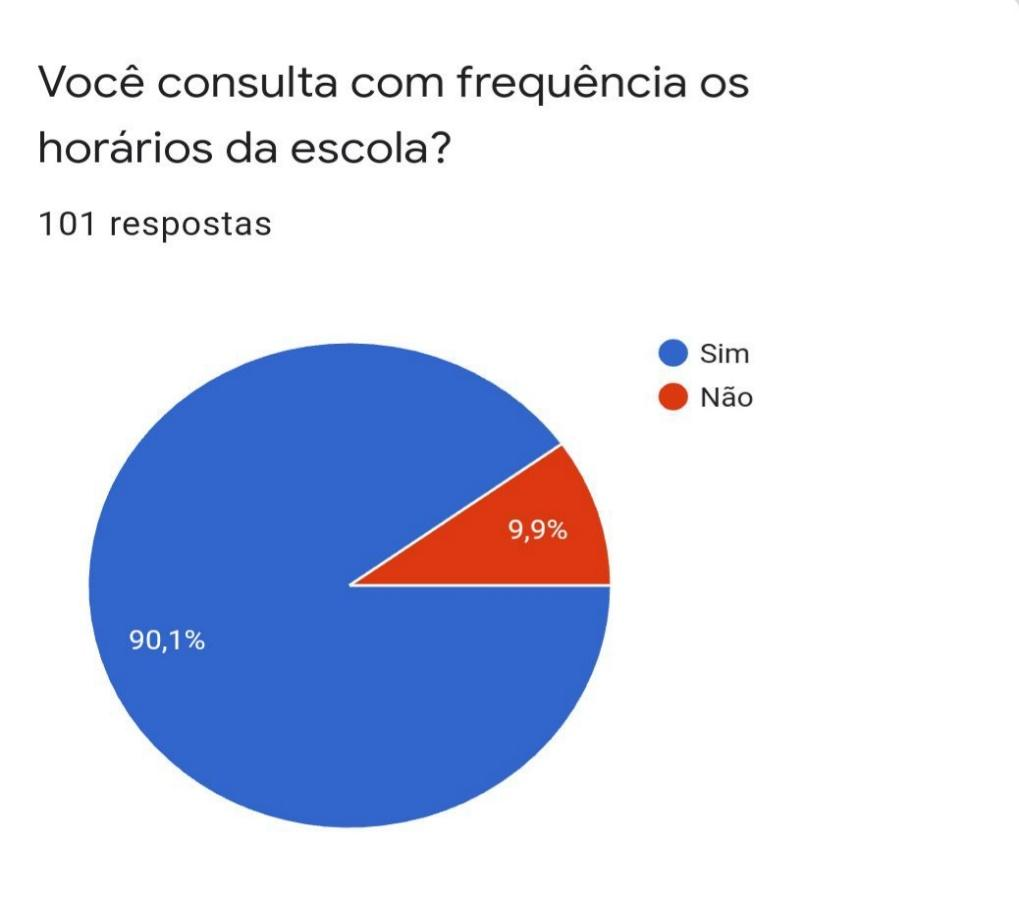 Você consulta com frequência os
horários da escola?
101 respostas
Sim
Não
9,9%
90,1%